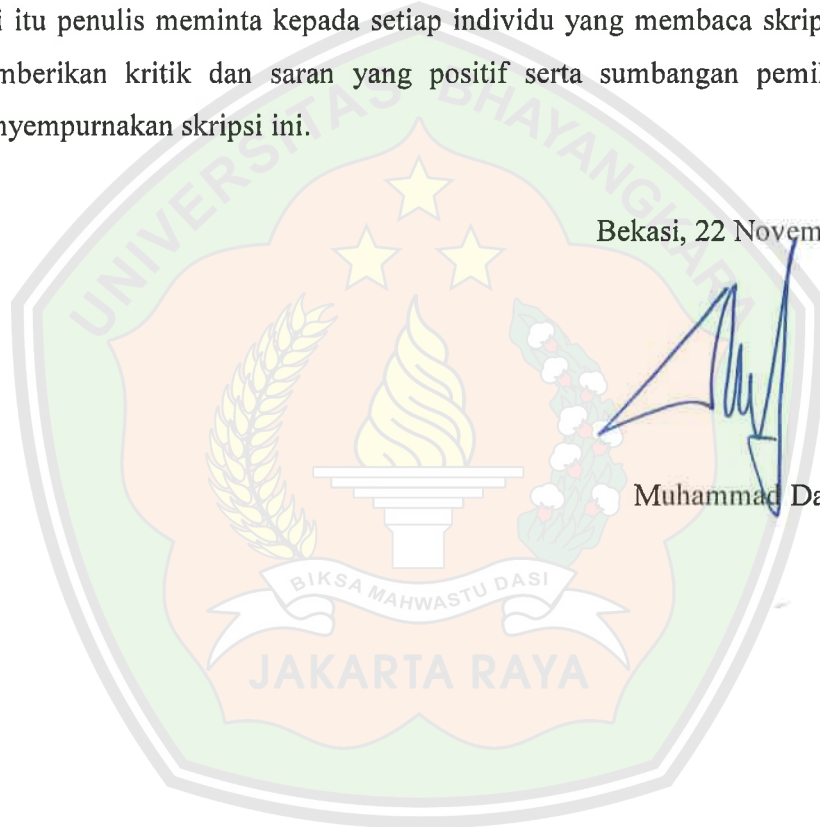 i itu penulis meminta kepada setiap individu yang membaca skrip
mberikan kritik dan saran yang positif serta sumbangan pemi
nyempurnakan skripsi ini.
UNIVERSITAS BHAYANGKARA
Bekasi, 22 Novem
Muhammad Da
BIKSA MAHWASTU DASI
JAKARTA RAYA